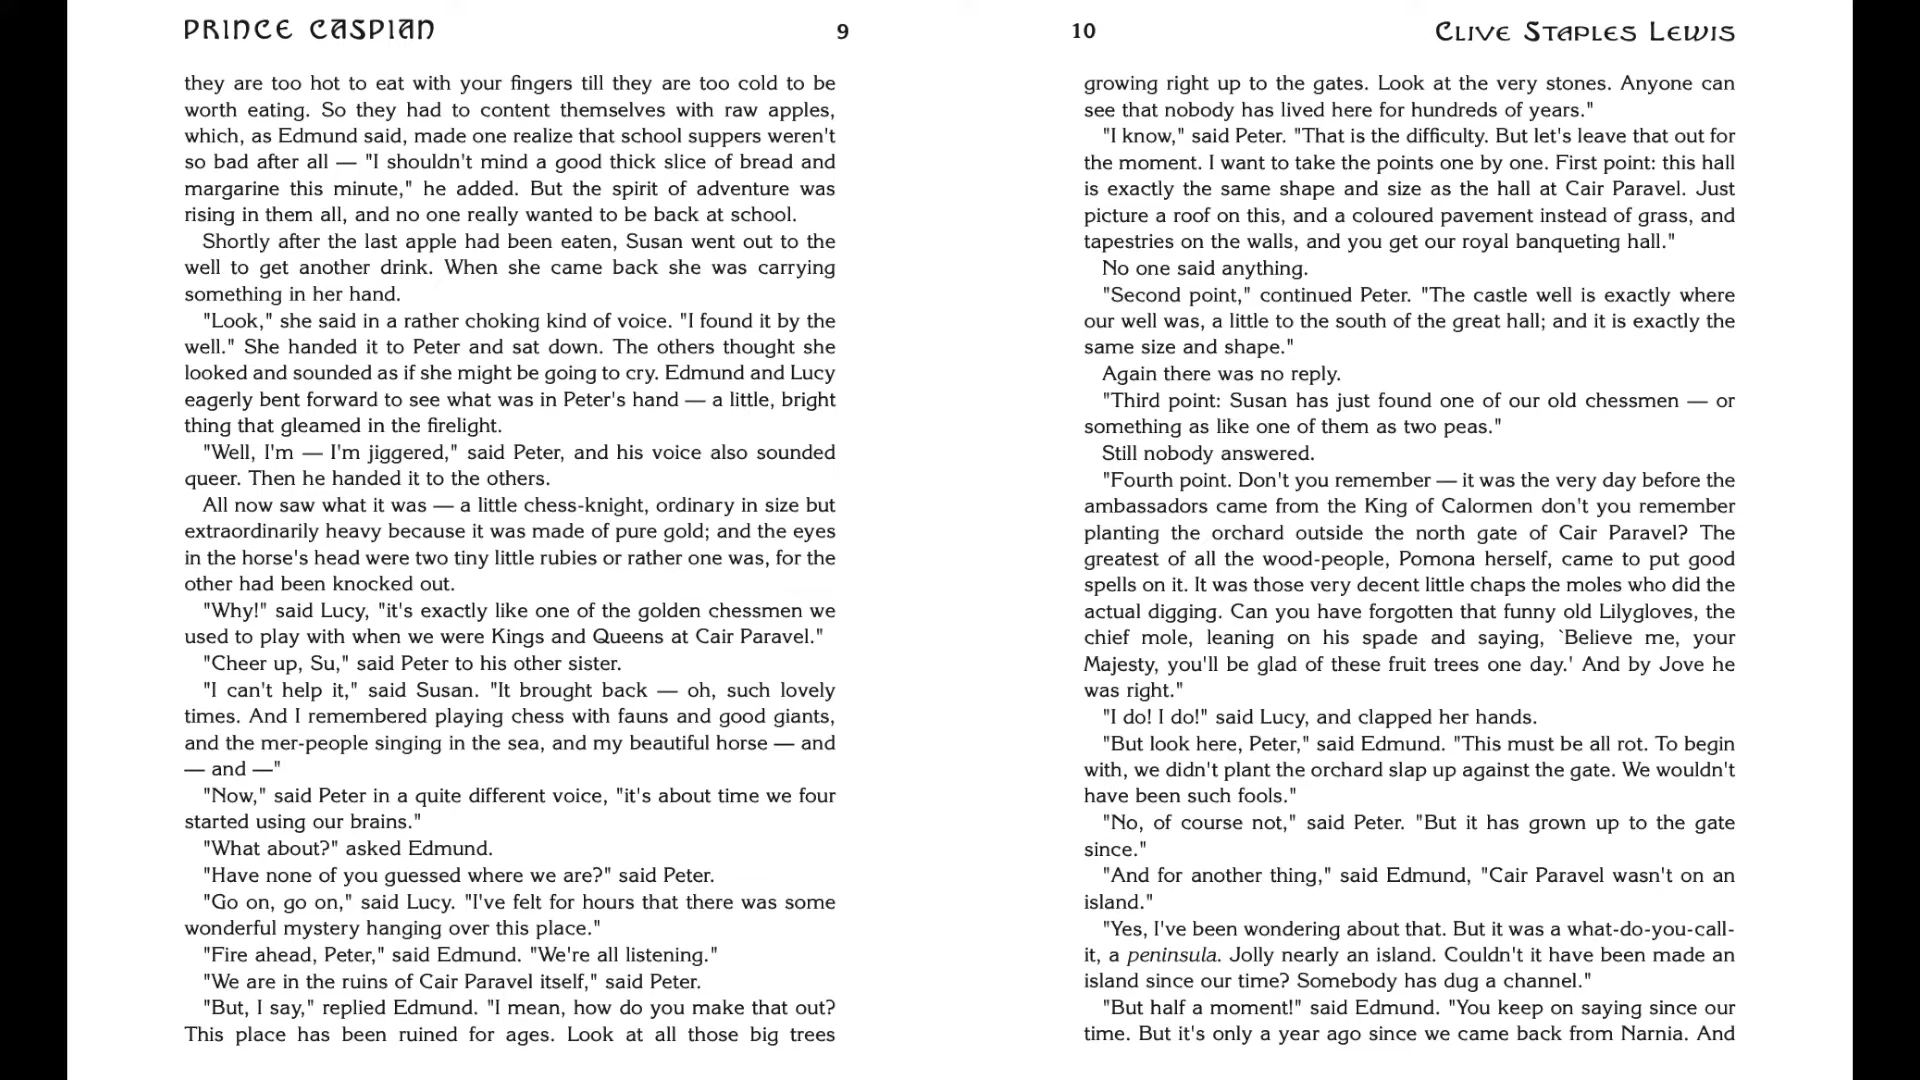 PRINCE CASPIAN 9
they are too hot to eat with your fingers till they are too cold to be
worth eating. So they had to content themselves with raw apples,
which, as Edmund said, made one realize that school suppers weren't
so bad after all — "I shouldn't mind a good thick slice of bread and
margarine this minute," he added. But the spirit of adventure was
rising in them all, and no one really wanted to be back at school.
Shortly after the last apple had been eaten, Susan went out to the
well to get another drink. When she came back she was carrying
something in her hand.
"Look," she said in a rather choking kind of voice. "I found it by the
well." She handed it to Peter and sat down. The others thought she
looked and sounded as if she might be going to cry. Edmund and Lucy
eagerly bent forward to see what was in Peter's hand — a little, bright
thing that gleamed in the firelight.
"Well, I'm — I'm jiggered," said Peter, and his voice also sounded
queer. Then he handed it to the others.
All now saw what it was — a little chess-knight, ordinary in size but
extraordinarily heavy because it was made of pure gold; and the eyes
in the horse's head were two tiny little rubies or rather one was, for the
other had been knocked out.
"Why!" said Lucy, "it's exactly like one of the golden chessmen we
used to play with when we were Kings and Queens at Cair Paravel."
"Cheer up, Su," said Peter to his other sister.
"I can't help it," said Susan. "It brought back — oh, such lovely
times. And I remembered playing chess with fauns and good giants,
and the mer-people singing in the sea, and my beautiful horse — and
— and —"
"Now," said Peter in a quite different voice, "it's about time we four
started using our brains."
"What about?" asked Edmund.
"Have none of you guessed where we are?" said Peter.
"Go on, go on," said Lucy. "I've felt for hours that there was some
wonderful mystery hanging over this place."
"Fire ahead, Peter," said Edmund. "We're all listening."
"We are in the ruins of Cair Paravel itself," said Peter.
"But, I say," replied Edmund. "I mean, how do you make that out?
This place has been ruined for ages. Look at all those big trees
10 Clive Staples Lewis
growing right up to the gates. Look at the very stones. Anyone can
see that nobody has lived here for hundreds of years."
"I know," said Peter. "That is the difficulty. But let's leave that out for
the moment. I want to take the points one by one. First point: this hall
is exactly the same shape and size as the hall at Cair Paravel. Just
picture a roof on this, and a coloured pavement instead of grass, and
tapestries on the walls, and you get our royal banqueting hall."
No one said anything.
"Second point," continued Peter. "The castle well is exactly where
our well was, a little to the south of the great hall; and it is exactly the
same size and shape."
Again there was no reply.
"Third point: Susan has just found one of our old chessmen — or
something as like one of them as two peas."
Still nobody answered.
"Fourth point. Don't you remember — it was the very day before the
ambassadors came from the King of Calormen don't you remember
planting the orchard outside the north gate of Cair Paravel? The
greatest of all the wood-people, Pomona herself, came to put good
spells on it. It was those very decent little chaps the moles who did the
actual digging. Can you have forgotten that funny old Lilygloves, the
chief mole, leaning on his spade and saying, `Believe me, your
Majesty, you'll be glad of these fruit trees one day.' And by Jove he
was right."
"I do! I do!" said Lucy, and clapped her hands.
"But look here, Peter," said Edmund. "This must be all rot. To begin
with, we didn't plant the orchard slap up against the gate. We wouldn't
have been such fools."
"No, of course not," said Peter. "But it has grown up to the gate
since."
"And for another thing," said Edmund, "Cair Paravel wasn't on an
island."
"Yes, I've been wondering about that. But it was a what-do-you-call-
it, a peninsula. Jolly nearly an island. Couldn't it have been made an
island since our time? Somebody has dug a channel."
"But half a moment!" said Edmund. "You keep on saying since our
time. But it's only a year ago since we came back from Narnia. And